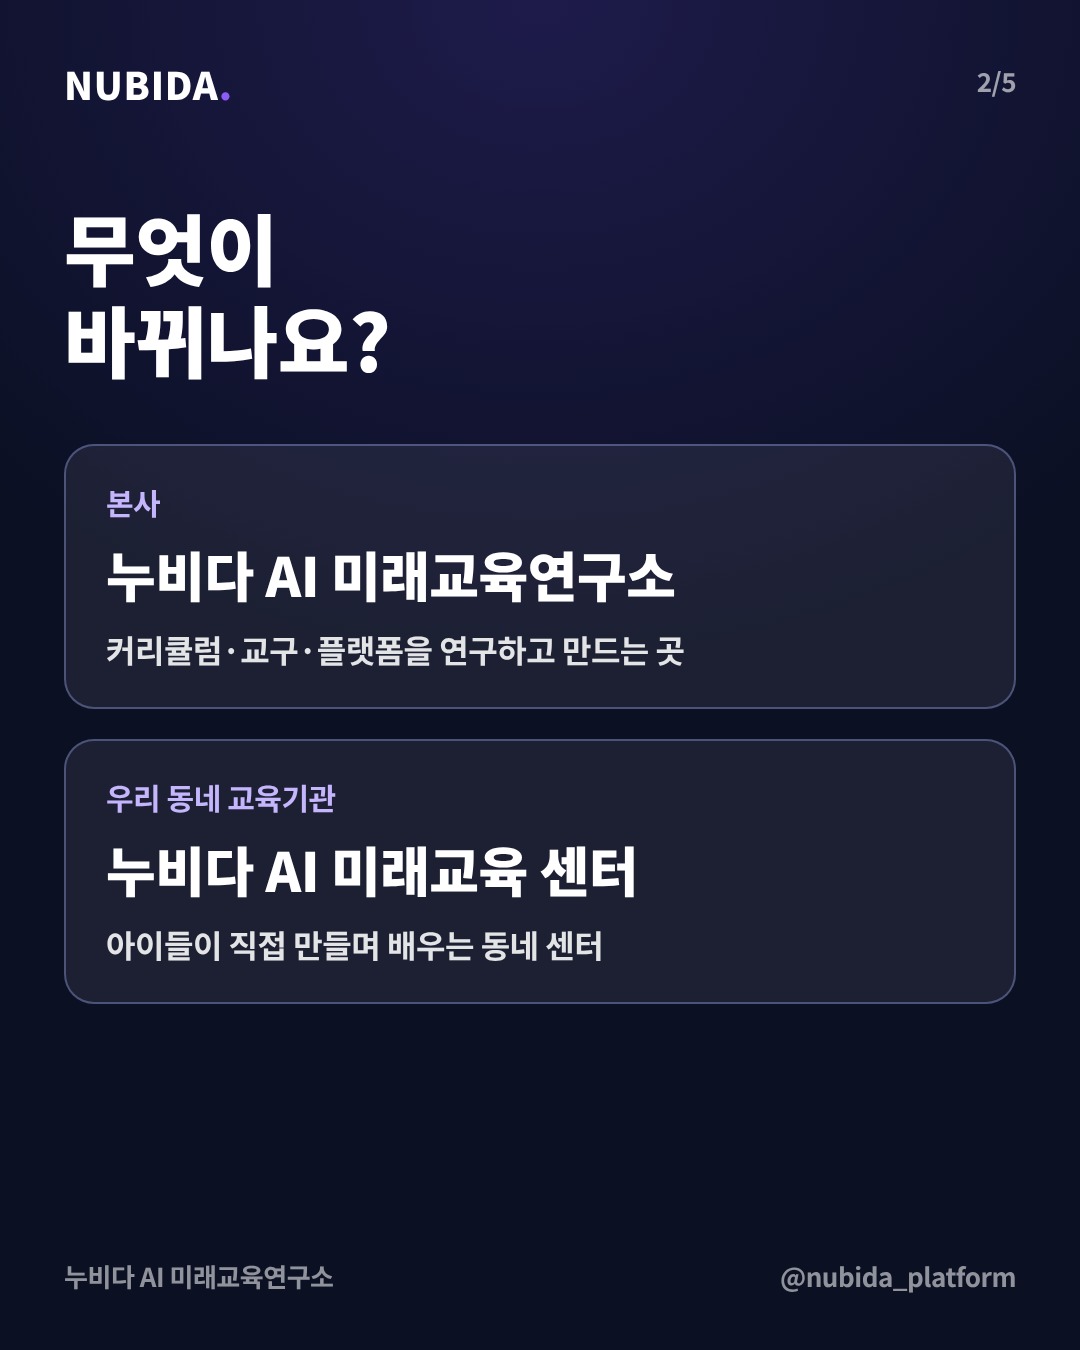 NUBIDA.
2/5
무엇이
바뀌나요?
본사
누비다 AI 미래교육연구소
커리큘럼·교구·플랫폼을 연구하고 만드는 곳
우리 동네 교육기관
누비다 AI 미래교육 센터
아이들이 직접 만들며 배우는 동네 센터
누비다 AI 미래교육연구소
@nubida_platform